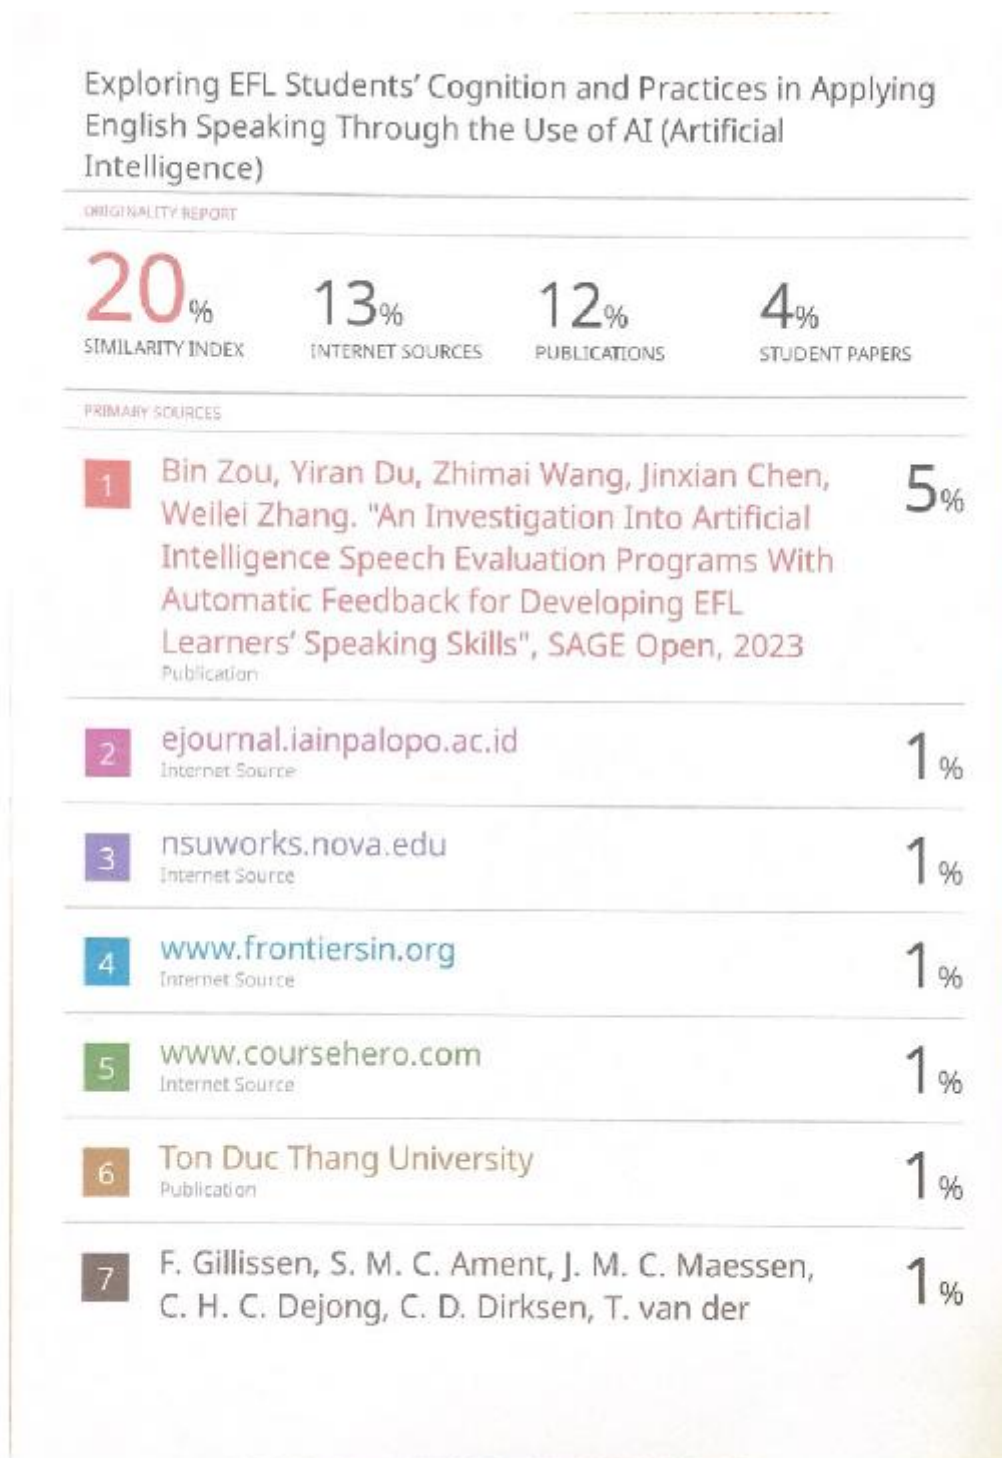 Exploring EFL Students' Cognition and Practices in Applying
English Speaking Through the Use of AI (Artificial
Intelligence)
ORIGINALITY REPORT
20%
13%
12%
4%
SIMILARITY INDEX
INTERNET SOURCES
PUBLICATIONS
STUDENT PAPERS
PRIMARY SOURCES
1
Bin Zou, Yiran Du, Zhimai Wang, Jinxian Chen,
5%
Weilei Zhang. "An Investigation Into Artificial
Intelligence Speech Evaluation Programs With
Automatic Feedback for Developing EFL
Learners' Speaking Skills", SAGE Open, 2023
Publication
2
ejournal.iainpalopo.ac.id
1%
Internet Source
3
nsuworks.nova.edu
1%
Internet Source
4
www.frontiersin.org
1%
Internet Source
5
www.coursehero.com
1%
Internet Source
6
Ton Duc Thang University
1%
Publication
7
F. Gillissen, S. M. C. Ament, J. M. C. Maessen,
1%
C. H. C. Dejong, C. D. Dirksen, T. van der